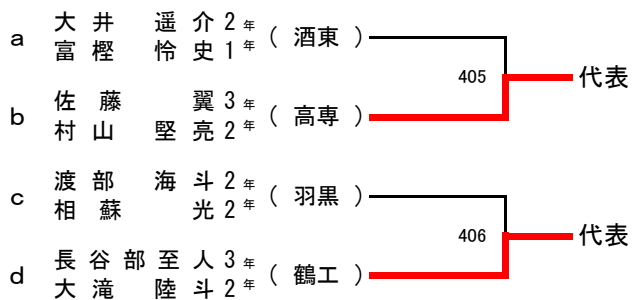 a 大井 遥介 2年 (酒東)
富樫 怜史 1年
405 代表
b 佐藤 翼 3年 (高専)
村山 堅亮 2年
c 渡部 海斗 2年 (羽黒)
相蘇 光 2年
406 代表
d 長谷部至人 3年 (鶴工)
大滝 陸斗 2年